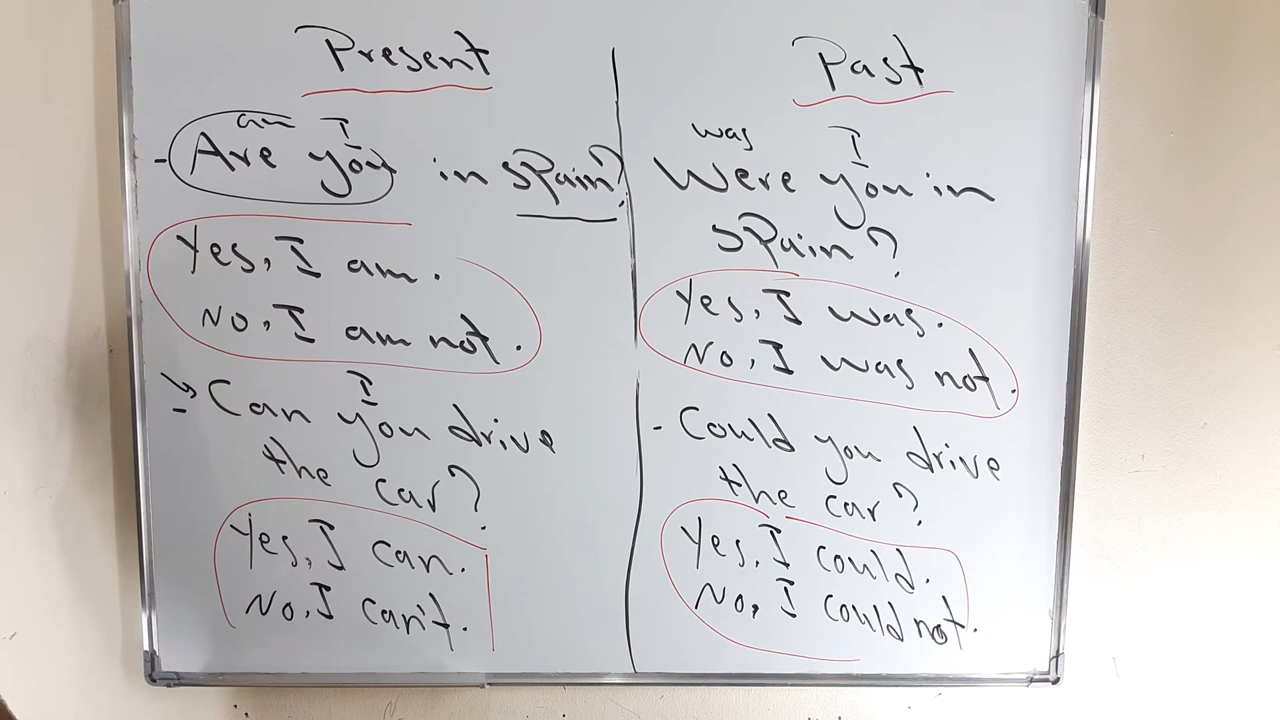 Present
am I
- Are you in spain?
Yes, I am.
No, I am not.
I
Can you drive
the car?
Yes, I can.
No, I can't.
Past
was I
Were you in
spain?
Yes, I was.
No, I was not.
- Could you drive
the car?
Yes, I could.
No, I could not.